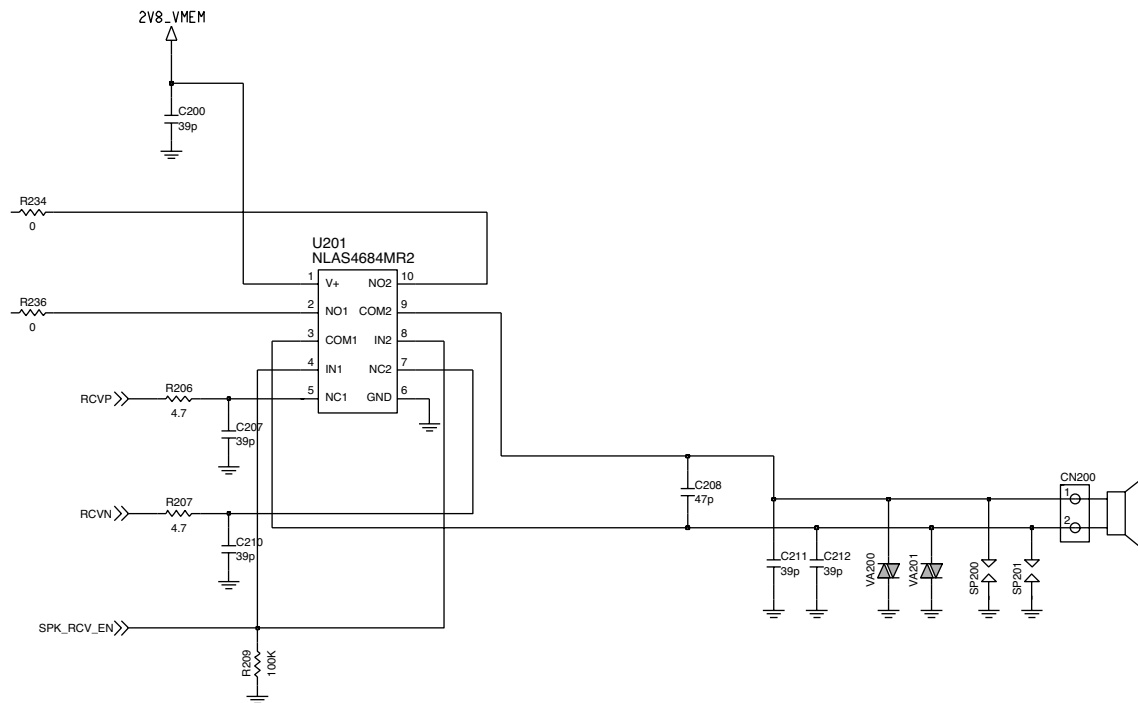 2V8_VMEM
C200
39p
R234
0
U201
NLAS4684MR2
1 V+ NO2 10
R236
0
2 NO1 COM2 9
3 COM1 IN2 8
4 IN1 NC2 7
5 NC1 GND 6
RCVP
R206
4.7
C207
39p
C208
47p
CN200
1
2
RCVN
R207
4.7
C210
39p
C211
39p
C212
39p
VA200
VA201
SP200
SP201
SPK_RCV_EN
R209
100K